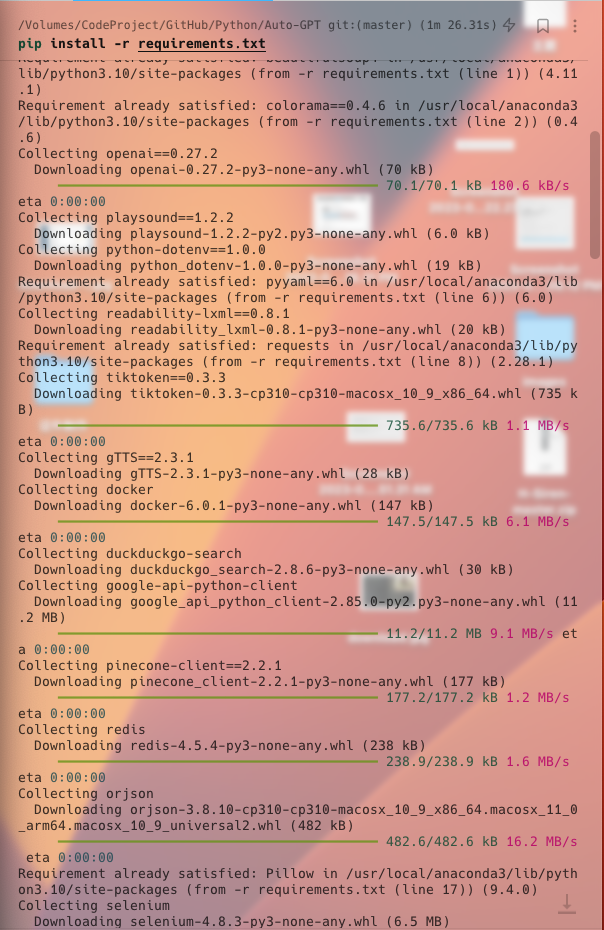 /Volumes/CodeProject/GitHub/Python/Auto-GPT git:(master) (1m 26.31s)
pip install -r requirements.txt
lib/python3.10/site-packages (from -r requirements.txt (line 1)) (4.11
.1)
Requirement already satisfied: colorama==0.4.6 in /usr/local/anaconda3
/lib/python3.10/site-packages (from -r requirements.txt (line 2)) (0.4
.6)
Collecting openai==0.27.2
Downloading openai-0.27.2-py3-none-any.whl (70 kB)
70.1/70.1 kB 180.6 kB/s
eta 0:00:00
Collecting playsound==1.2.2
Downloading playsound-1.2.2-py2.py3-none-any.whl (6.0 kB)
Collecting python-dotenv==1.0.0
Downloading python_dotenv-1.0.0-py3-none-any.whl (19 kB)
Requirement already satisfied: pyyaml==6.0 in /usr/local/anaconda3/lib
/python3.10/site-packages (from -r requirements.txt (line 6)) (6.0)
Collecting readability-lxml==0.8.1
Downloading readability_lxml-0.8.1-py3-none-any.whl (20 kB)
Requirement already satisfied: requests in /usr/local/anaconda3/lib/py
thon3.10/site-packages (from -r requirements.txt (line 8)) (2.28.1)
Collecting tiktoken==0.3.3
Downloading tiktoken-0.3.3-cp310-cp310-macosx_10_9_x86_64.whl (735 k
B)
735.6/735.6 kB 1.1 MB/s
eta 0:00:00
Collecting gTTS==2.3.1
Downloading gTTS-2.3.1-py3-none-any.whl (28 kB)
Collecting docker
Downloading docker-6.0.1-py3-none-any.whl (147 kB)
147.5/147.5 kB 6.1 MB/s
eta 0:00:00
Collecting duckduckgo-search
Downloading duckduckgo_search-2.8.6-py3-none-any.whl (30 kB)
Collecting google-api-python-client
Downloading google_api_python_client-2.85.0-py2.py3-none-any.whl (11
.2 MB)
11.2/11.2 MB 9.1 MB/s et
a 0:00:00
Collecting pinecone-client==2.2.1
Downloading pinecone_client-2.2.1-py3-none-any.whl (177 kB)
177.2/177.2 kB 1.2 MB/s
eta 0:00:00
Collecting redis
Downloading redis-4.5.4-py3-none-any.whl (238 kB)
238.9/238.9 kB 1.6 MB/s
eta 0:00:00
Collecting orjson
Downloading orjson-3.8.10-cp310-cp310-macosx_10_9_x86_64.macosx_11_0
_arm64.macosx_10_9_universal2.whl (482 kB)
482.6/482.6 kB 16.2 MB/s
eta 0:00:00
Requirement already satisfied: Pillow in /usr/local/anaconda3/lib/pyth
on3.10/site-packages (from -r requirements.txt (line 17)) (9.4.0)
Collecting selenium
Downloading selenium-4.8.3-py3-none-any.whl (6.5 MB)